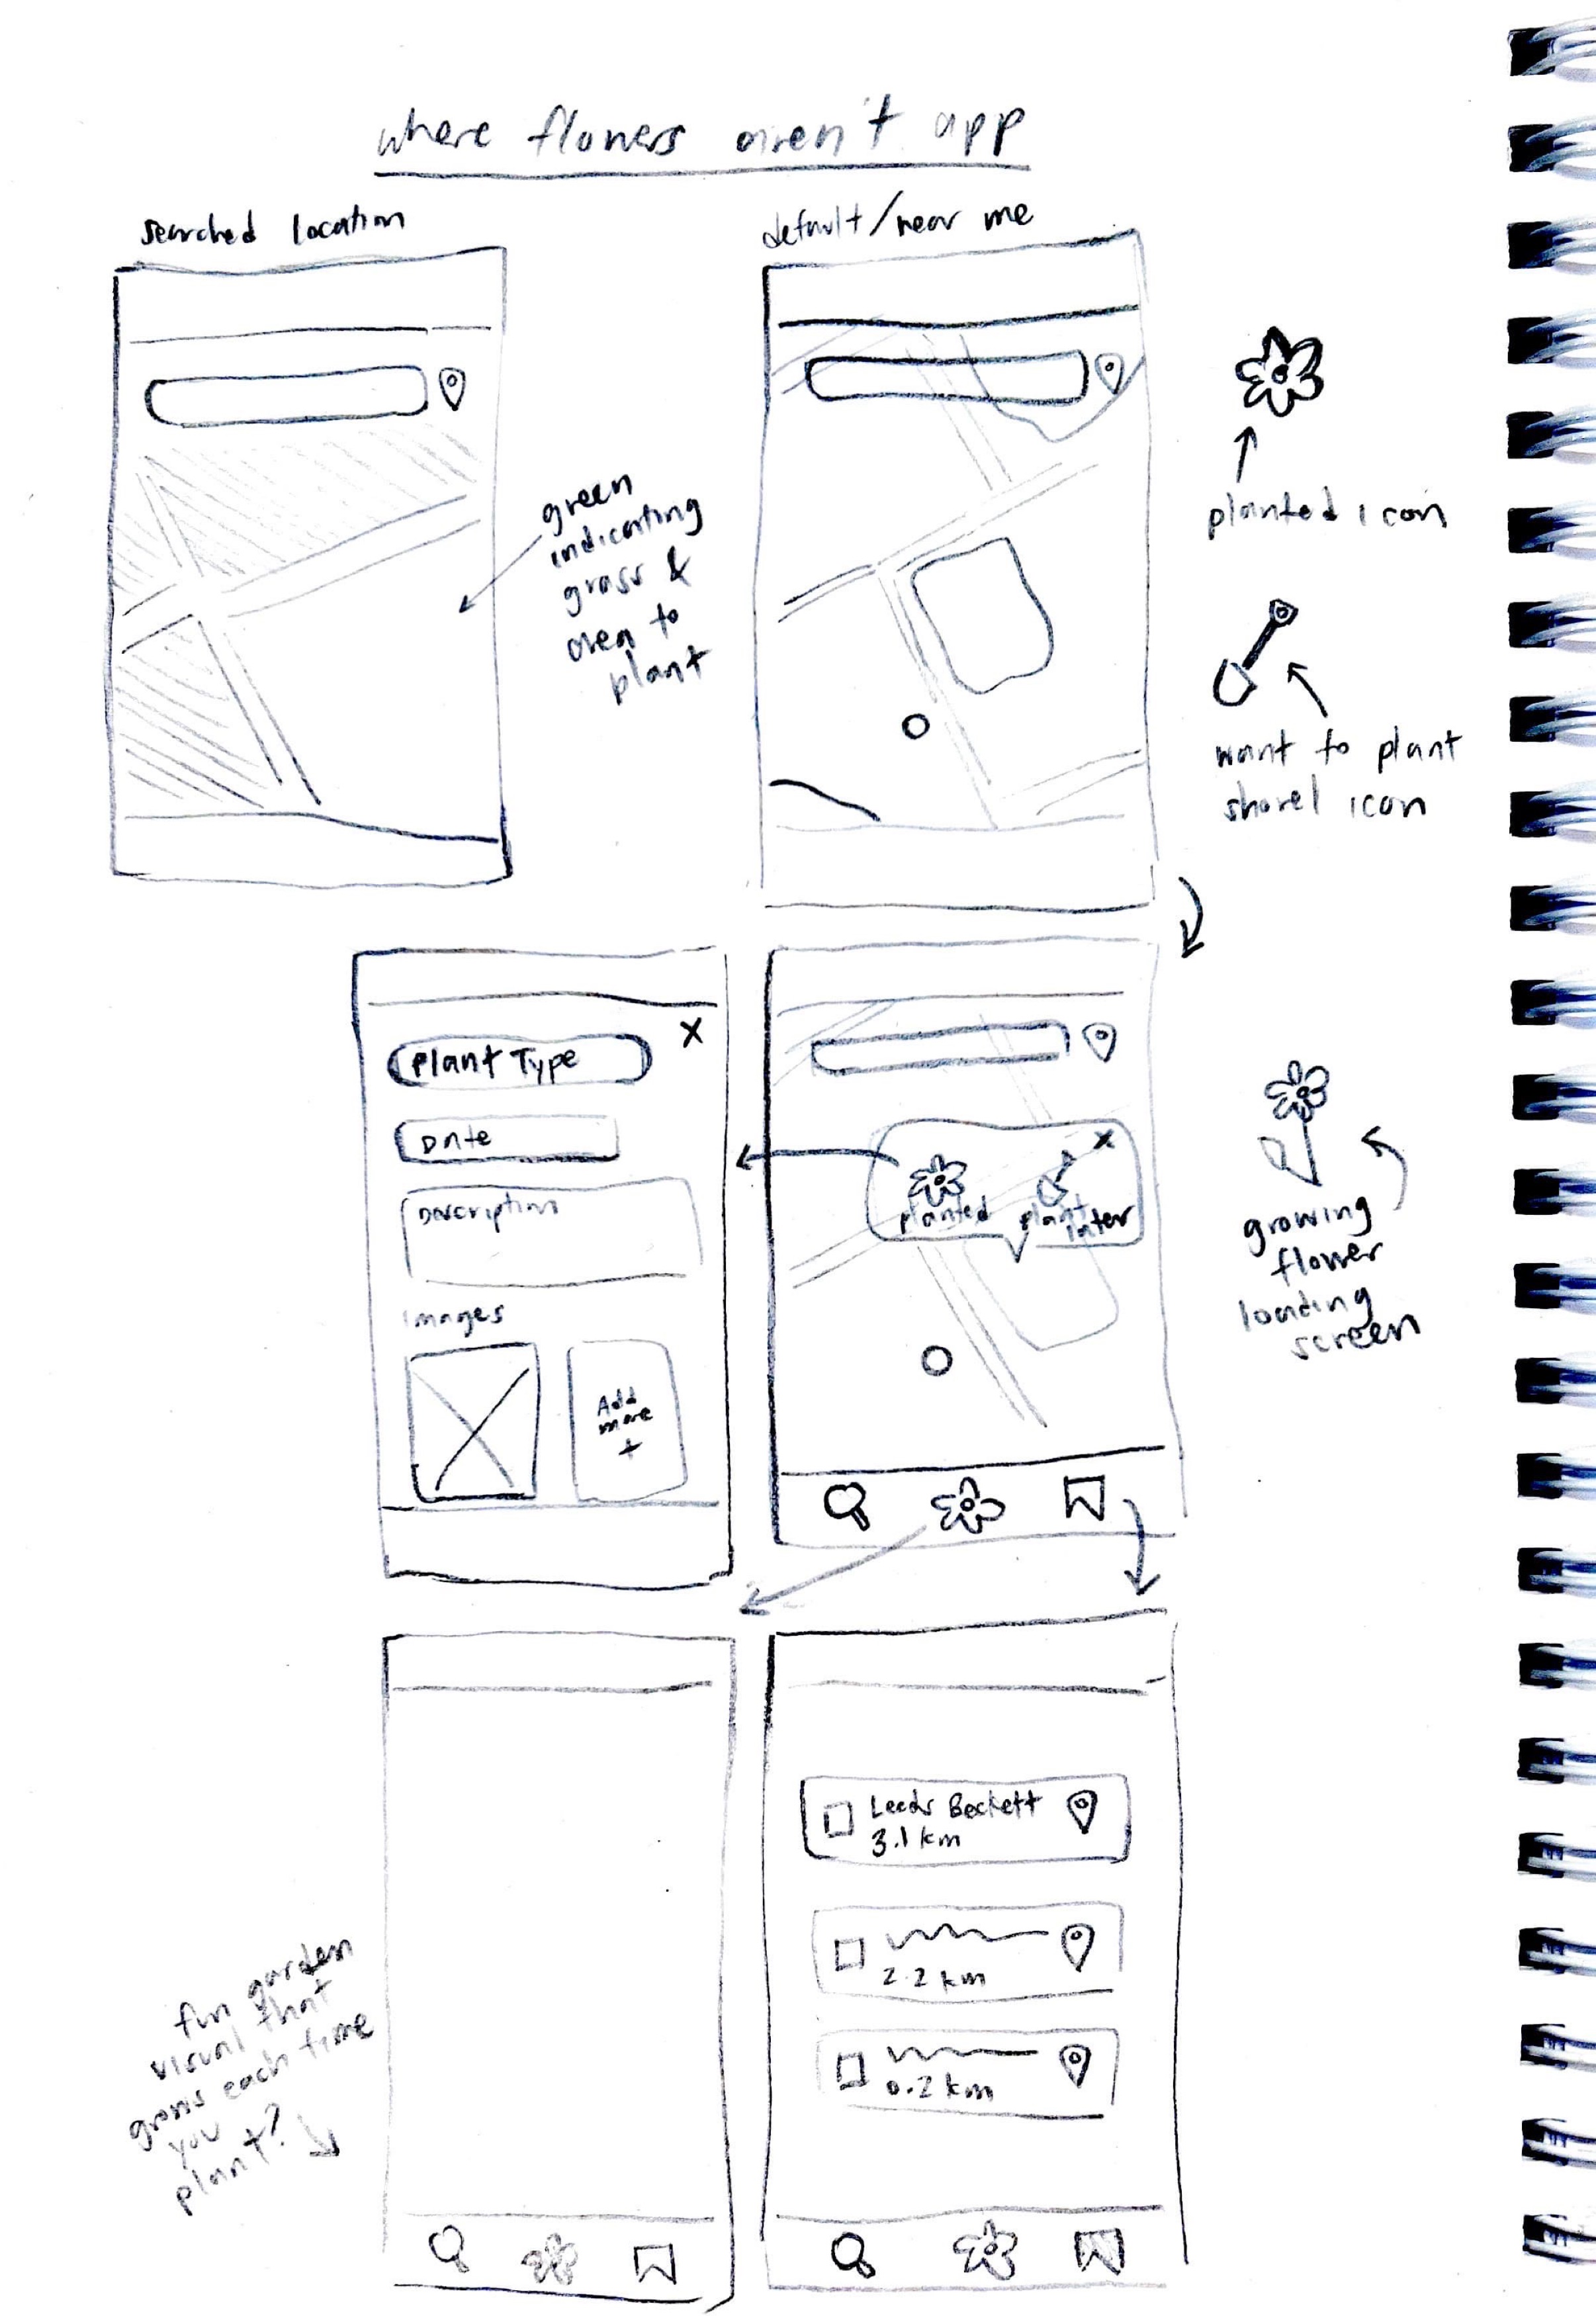 where flowers aren't app
searched location
default/near me
green
indicating
grass &
area to
plant
planted icon
want to plant
shovel icon
Plant Type
X
Date
Description
Images
Add
more
+
x
planted
plant
later
growing
flower
loading
screen
Leeds Beckett
3.1 km
2.2 km
0.2 km
fun garden
visual that
grows each time
you
plant?